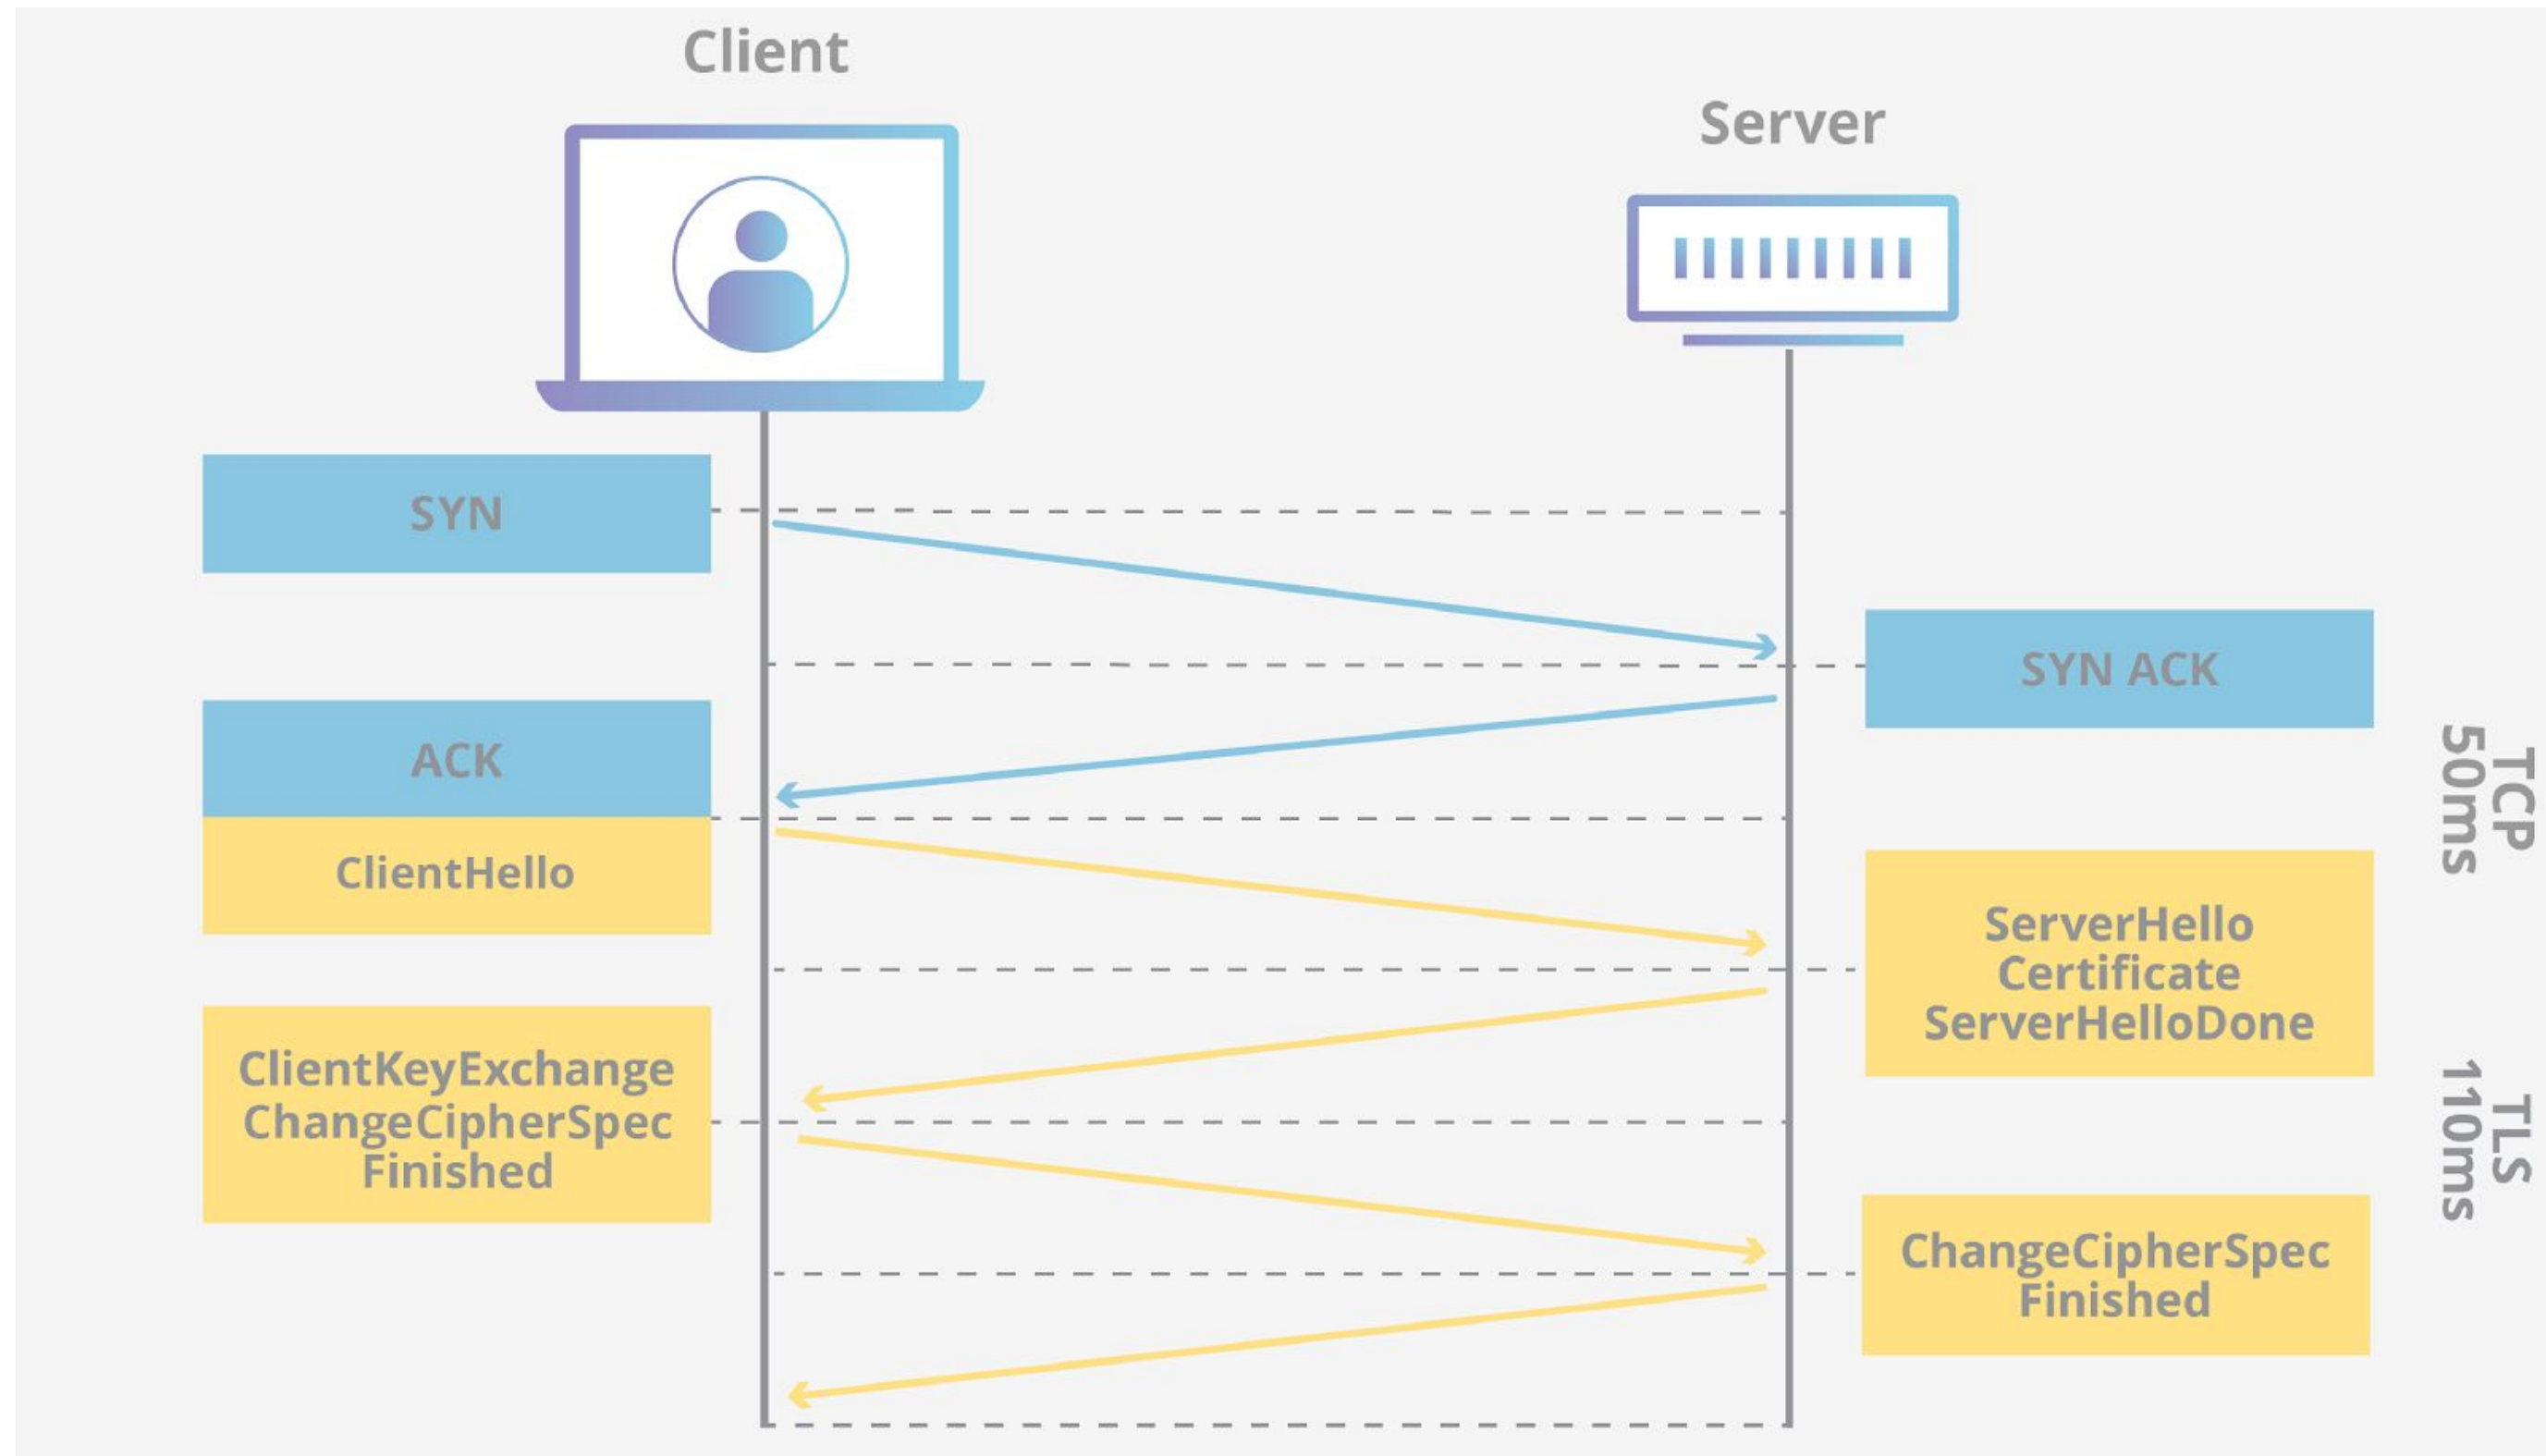 Client
Server
SYN
SYN ACK
ACK
ClientHello
TCP
50ms
ServerHello
Certificate
ServerHelloDone
ClientKeyExchange
ChangeCipherSpec
Finished
TLS
110ms
ChangeCipherSpec
Finished